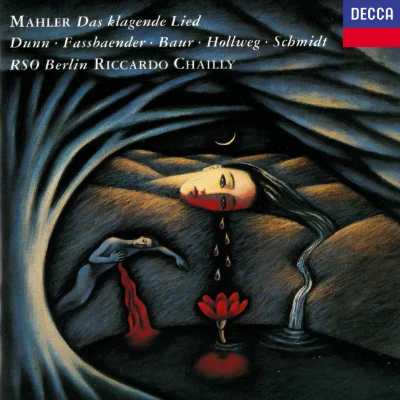 MAHLER Das klagende Lied
DECCA
Dunn · Fassbaender · Baur · Hollweg · Schmidt
RSO Berlin RICCARDO CHAILLY